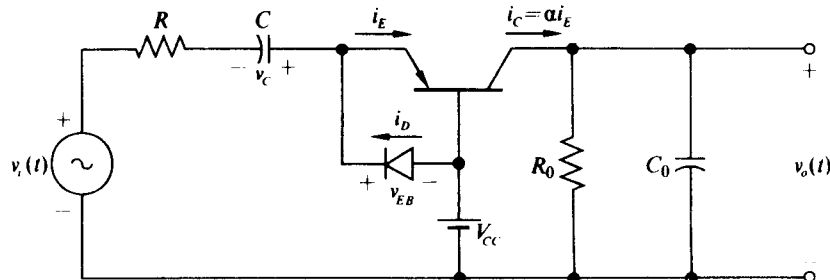 R
C
i_E
i_C = αi_E
− v_C +
+
v_i(t)
−
i_D
+ v_EB −
V_CC
R_0
C_0
+
v_o(t)
−